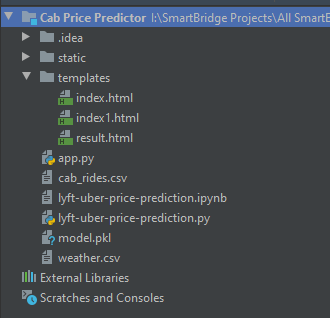 Cab Price Predictor I:\SmartBridge Projects\All SmartB
.idea
static
templates
index.html
index1.html
result.html
app.py
cab_rides.csv
lyft-uber-price-prediction.ipynb
lyft-uber-price-prediction.py
model.pkl
weather.csv
External Libraries
Scratches and Consoles